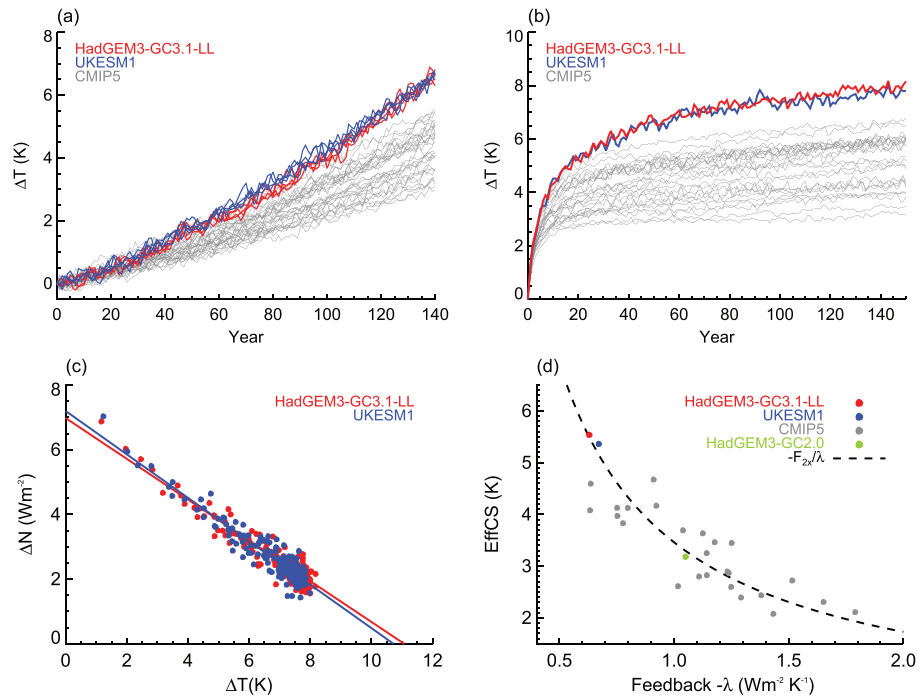 (a)
HadGEM3-GC3.1-LL
UKESM1
CMIP5
8
6
4
2
0
ΔT (K)
0 20 40 60 80 100 120 140
Year
(b)
HadGEM3-GC3.1-LL
UKESM1
CMIP5
10
8
6
4
2
0
ΔT (K)
0 20 40 60 80 100 120 140
Year
(c)
HadGEM3-GC3.1-LL
UKESM1
8
6
4
2
0
ΔN (Wm⁻²)
0 2 4 6 8 10 12
ΔT(K)
(d)
HadGEM3-GC3.1-LL
UKESM1
CMIP5
HadGEM3-GC2.0
-F₂ₓ/λ
6
5
4
3
2
EffCS (K)
0.5 1.0 1.5 2.0
Feedback -λ (Wm⁻² K⁻¹)